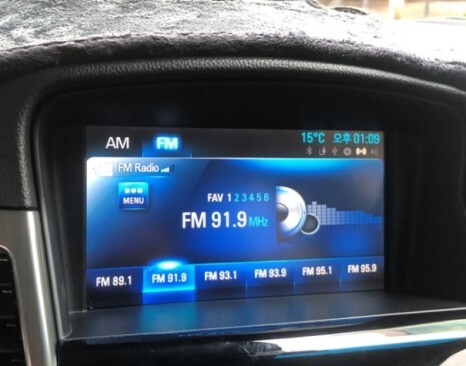 AM FM 15°C 오후 01:09
FM Radio
MENU
FAV 1 2 3 4 5 6
FM 91.9 MHz
FM 89.1 FM 91.9 FM 93.1 FM 93.9 FM 95.1 FM 95.9